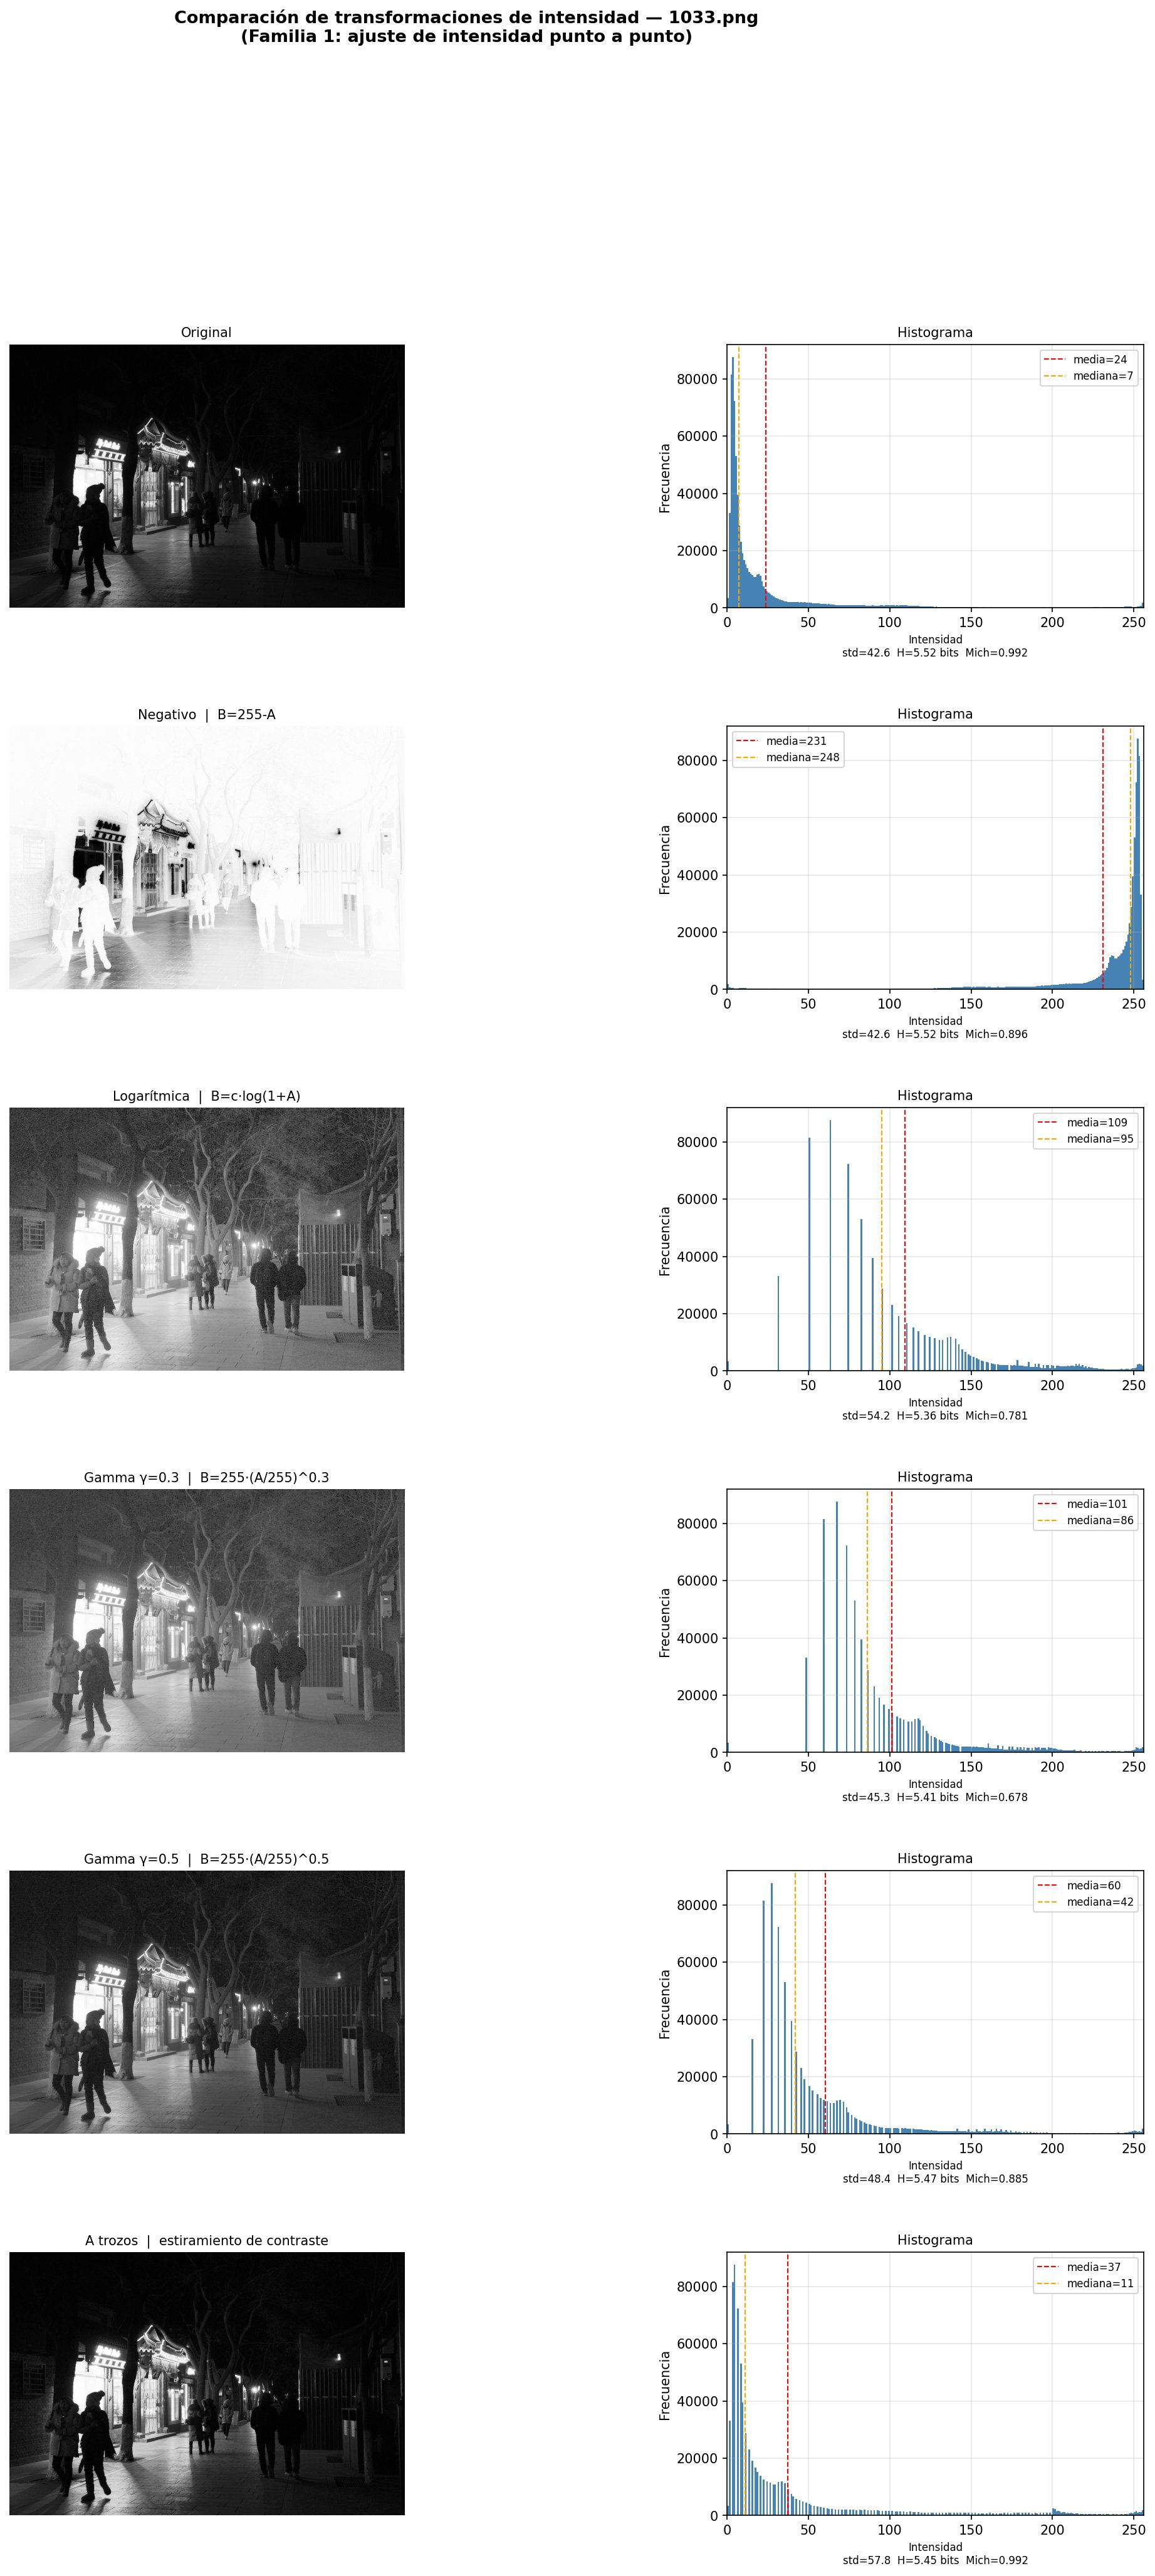 Comparación de transformaciones de intensidad — 1033.png
(Familia 1: ajuste de intensidad punto a punto)
Original
Histograma
80000
60000
40000
20000
0
Frecuencia
media=24
mediana=7
0 50 100 150 200 250
Intensidad
std=42.6 H=5.52 bits Mich=0.992
Negativo | B=255-A
Histograma
80000
60000
40000
20000
0
Frecuencia
media=231
mediana=248
0 50 100 150 200 250
Intensidad
std=42.6 H=5.52 bits Mich=0.896
Logarítmica | B=c·log(1+A)
Histograma
80000
60000
40000
20000
0
Frecuencia
media=109
mediana=95
0 50 100 150 200 250
Intensidad
std=54.2 H=5.36 bits Mich=0.781
Gamma γ=0.3 | B=255·(A/255)^0.3
Histograma
80000
60000
40000
20000
0
Frecuencia
media=101
mediana=86
0 50 100 150 200 250
Intensidad
std=45.3 H=5.41 bits Mich=0.678
Gamma γ=0.5 | B=255·(A/255)^0.5
Histograma
80000
60000
40000
20000
0
Frecuencia
media=60
mediana=42
0 50 100 150 200 250
Intensidad
std=48.4 H=5.47 bits Mich=0.885
A trozos | estiramiento de contraste
Histograma
80000
60000
40000
20000
0
Frecuencia
media=37
mediana=11
0 50 100 150 200 250
Intensidad
std=57.8 H=5.45 bits Mich=0.992